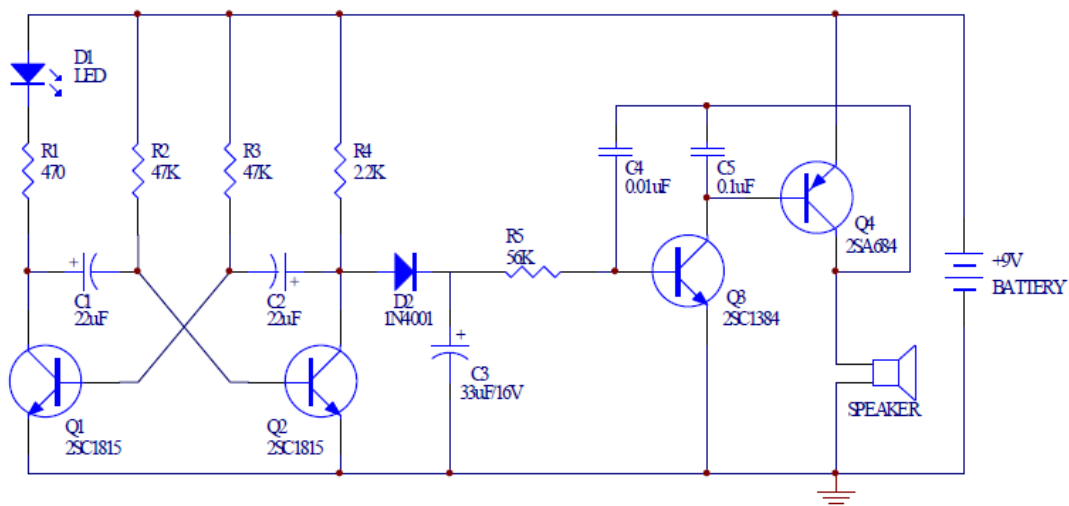 D1
LED
R1
470
R2
47K
R3
47K
R4
2.2K
+
C1
22uF
+
C2
22uF
D2
1N4001
R5
56K
C4
0.01uF
C5
0.1uF
Q4
2SA684
+9V
BATTERY
Q3
2SC1384
+
C3
33uF/16V
SPEAKER
Q1
2SC1815
Q2
2SC1815